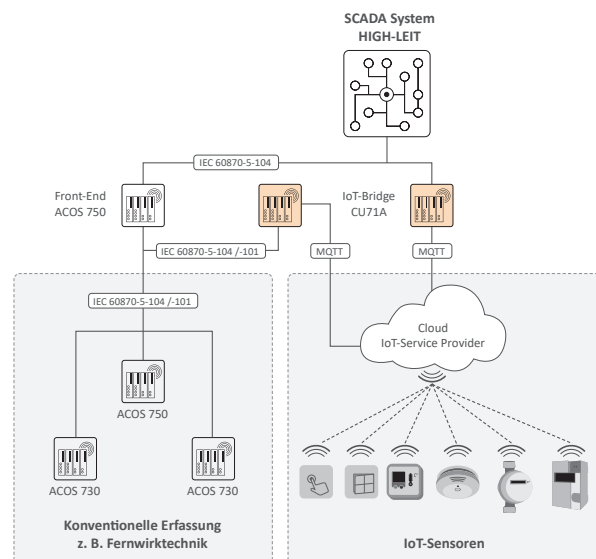 SCADA System
HIGH-LEIT
IEC 60870-5-104
Front-End
ACOS 750
IoT-Bridge
CU71A
IEC 60870-5-104 /-101
MQTT
MQTT
IEC 60870-5-104 /-101
Cloud
IoT-Service Provider
ACOS 750
ACOS 730
ACOS 730
Konventionelle Erfassung
z. B. Fernwirktechnik
IoT-Sensoren